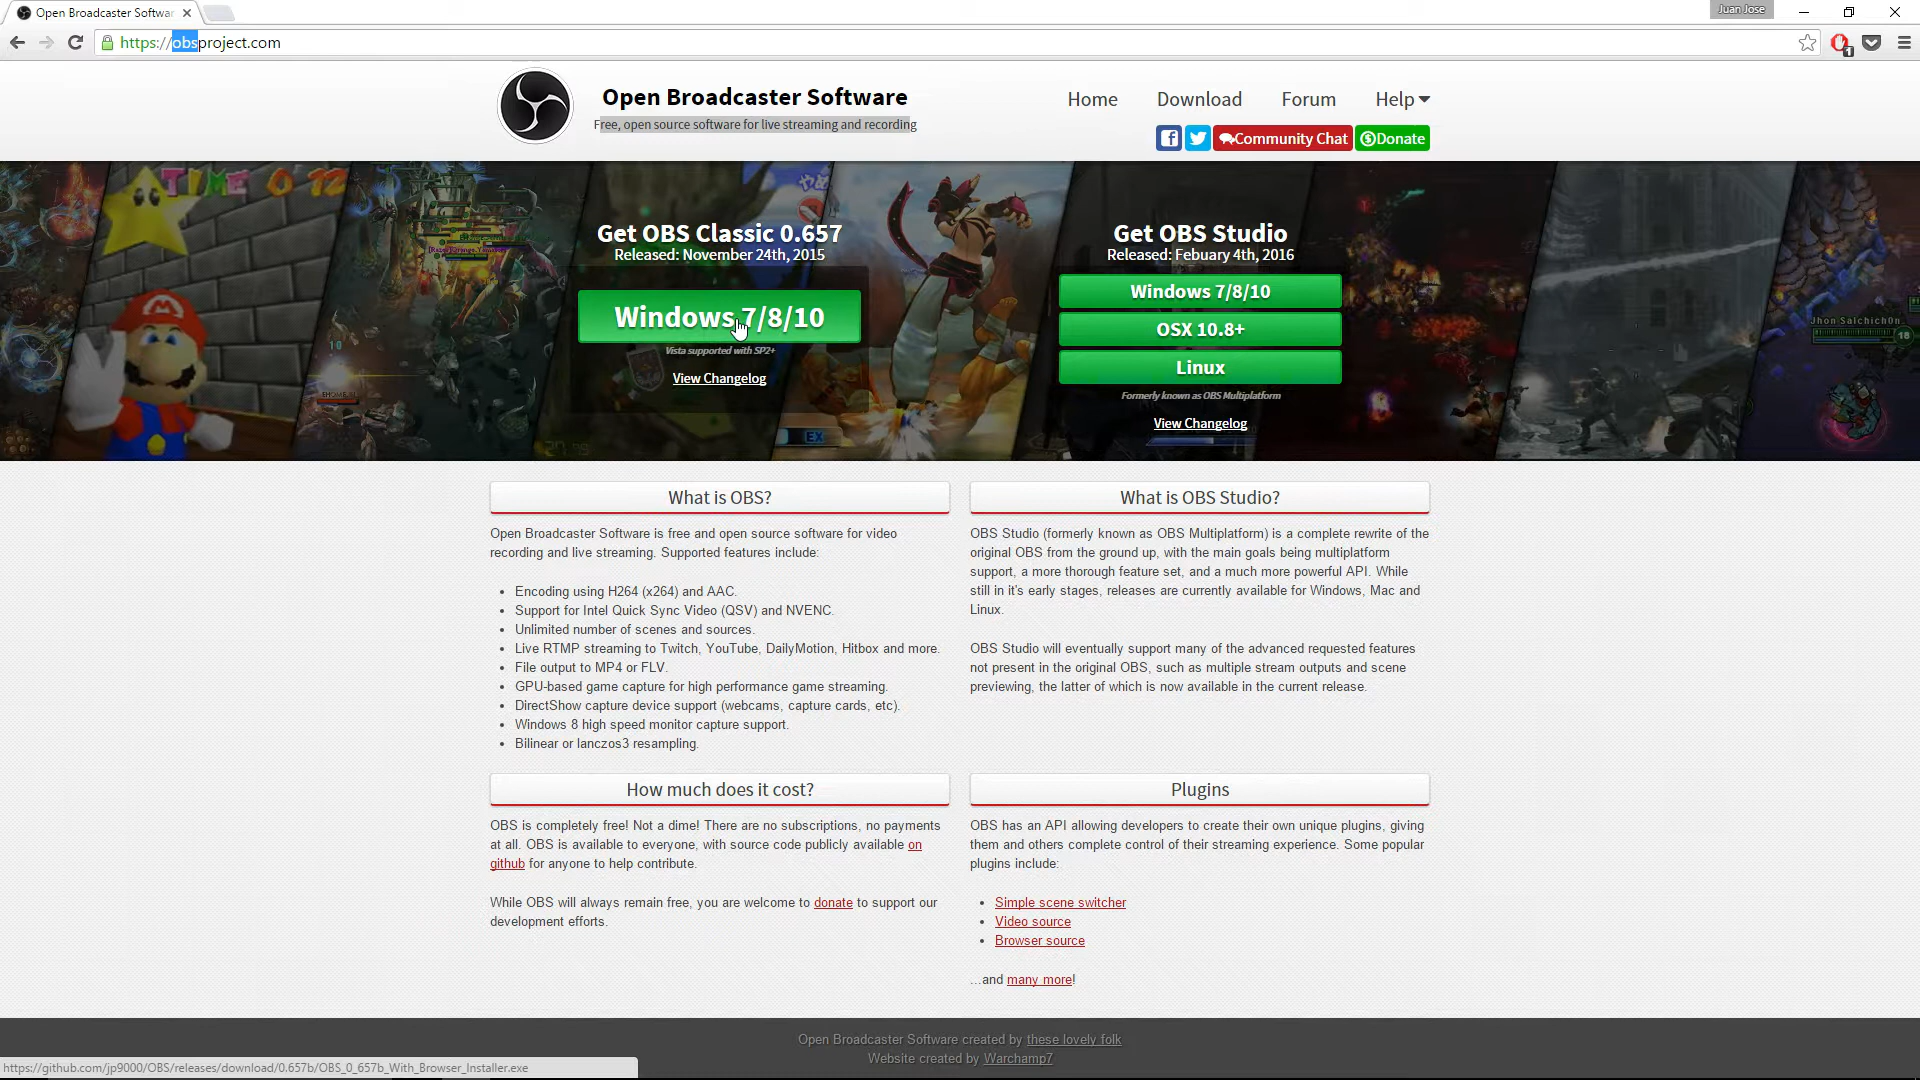 Open Broadcaster Softwar
Juan Jose
https://obsproject.com
1
Open Broadcaster Software
Free, open source software for live streaming and recording
Home
Download
Forum
Help
f
Community Chat
Donate
TIME 0 12
Get OBS Classic 0.657
Released: November 24th, 2015
Windows 7/8/10
Vista supported with SP2+
View Changelog
EX
Get OBS Studio
Released: Febuary 4th, 2016
Windows 7/8/10
OSX 10.8+
Linux
Formerly known as OBS Multiplatform
View Changelog
Jhon Salchich0n
18
10
What is OBS?
Open Broadcaster Software is free and open source software for video
recording and live streaming. Supported features include:
• Encoding using H264 (x264) and AAC.
• Support for Intel Quick Sync Video (QSV) and NVENC.
• Unlimited number of scenes and sources.
• Live RTMP streaming to Twitch, YouTube, DailyMotion, Hitbox and more.
• File output to MP4 or FLV.
• GPU-based game capture for high performance game streaming.
• DirectShow capture device support (webcams, capture cards, etc).
• Windows 8 high speed monitor capture support.
• Bilinear or lanczos3 resampling.
What is OBS Studio?
OBS Studio (formerly known as OBS Multiplatform) is a complete rewrite of the
original OBS from the ground up, with the main goals being multiplatform
support, a more thorough feature set, and a much more powerful API. While
still in it's early stages, releases are currently available for Windows, Mac and
Linux.
OBS Studio will eventually support many of the advanced requested features
not present in the original OBS, such as multiple stream outputs and scene
previewing, the latter of which is now available in the current release.
How much does it cost?
OBS is completely free! Not a dime! There are no subscriptions, no payments
at all. OBS is available to everyone, with source code publicly available on
github for anyone to help contribute.
While OBS will always remain free, you are welcome to donate to support our
development efforts.
Plugins
OBS has an API allowing developers to create their own unique plugins, giving
them and others complete control of their streaming experience. Some popular
plugins include:
• Simple scene switcher
• Video source
• Browser source
...and many more!
Open Broadcaster Software created by these lovely folk
Website created by Warchamp7
https://github.com/jp9000/OBS/releases/download/0.657b/OBS_0_657b_With_Browser_Installer.exe